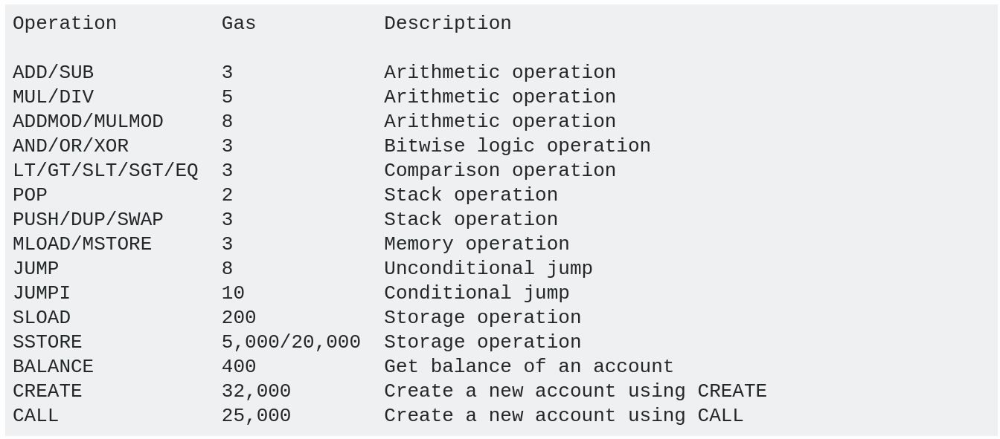 Operation         Gas           Description

ADD/SUB           3             Arithmetic operation
MUL/DIV           5             Arithmetic operation
ADDMOD/MULMOD     8             Arithmetic operation
AND/OR/XOR        3             Bitwise logic operation
LT/GT/SLT/SGT/EQ  3             Comparison operation
POP               2             Stack operation
PUSH/DUP/SWAP     3             Stack operation
MLOAD/MSTORE      3             Memory operation
JUMP              8             Unconditional jump
JUMPI             10            Conditional jump
SLOAD             200           Storage operation
SSTORE            5,000/20,000  Storage operation
BALANCE           400           Get balance of an account
CREATE            32,000        Create a new account using CREATE
CALL              25,000        Create a new account using CALL